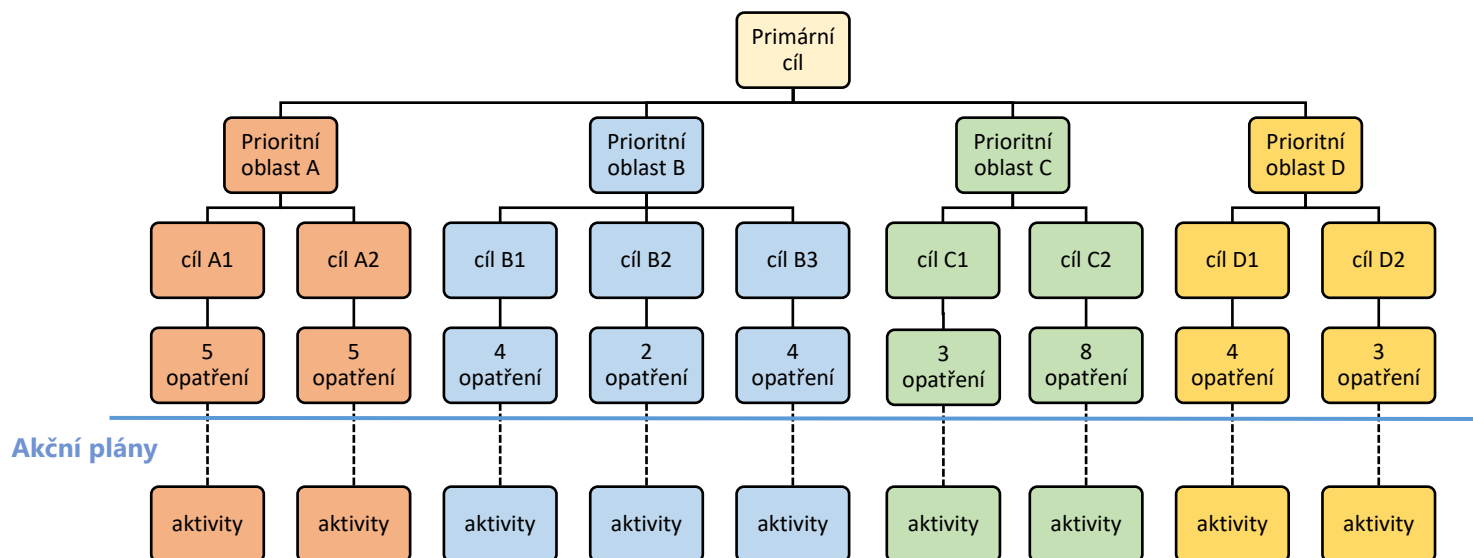 Primární
cíl
Prioritní
oblast A
Prioritní
oblast B
Prioritní
oblast C
Prioritní
oblast D
cíl A1
cíl A2
cíl B1
cíl B2
cíl B3
cíl C1
cíl C2
cíl D1
cíl D2
5
opatření
5
opatření
4
opatření
2
opatření
4
opatření
3
opatření
8
opatření
4
opatření
3
opatření
Akční plány
aktivity
aktivity
aktivity
aktivity
aktivity
aktivity
aktivity
aktivity
aktivity